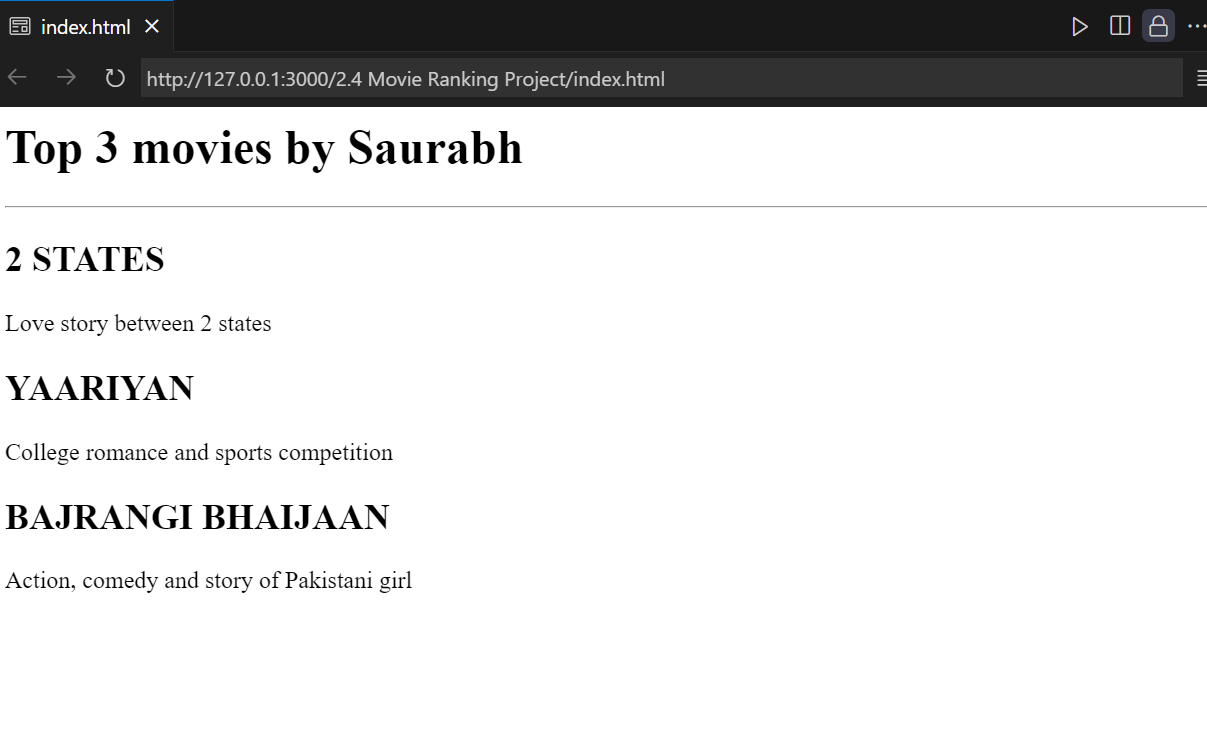 index.html
http://127.0.0.1:3000/2.4 Movie Ranking Project/index.html
Top 3 movies by Saurabh
2 STATES
Love story between 2 states
YAARIYAN
College romance and sports competition
BAJRANGI BHAIJAAN
Action, comedy and story of Pakistani girl